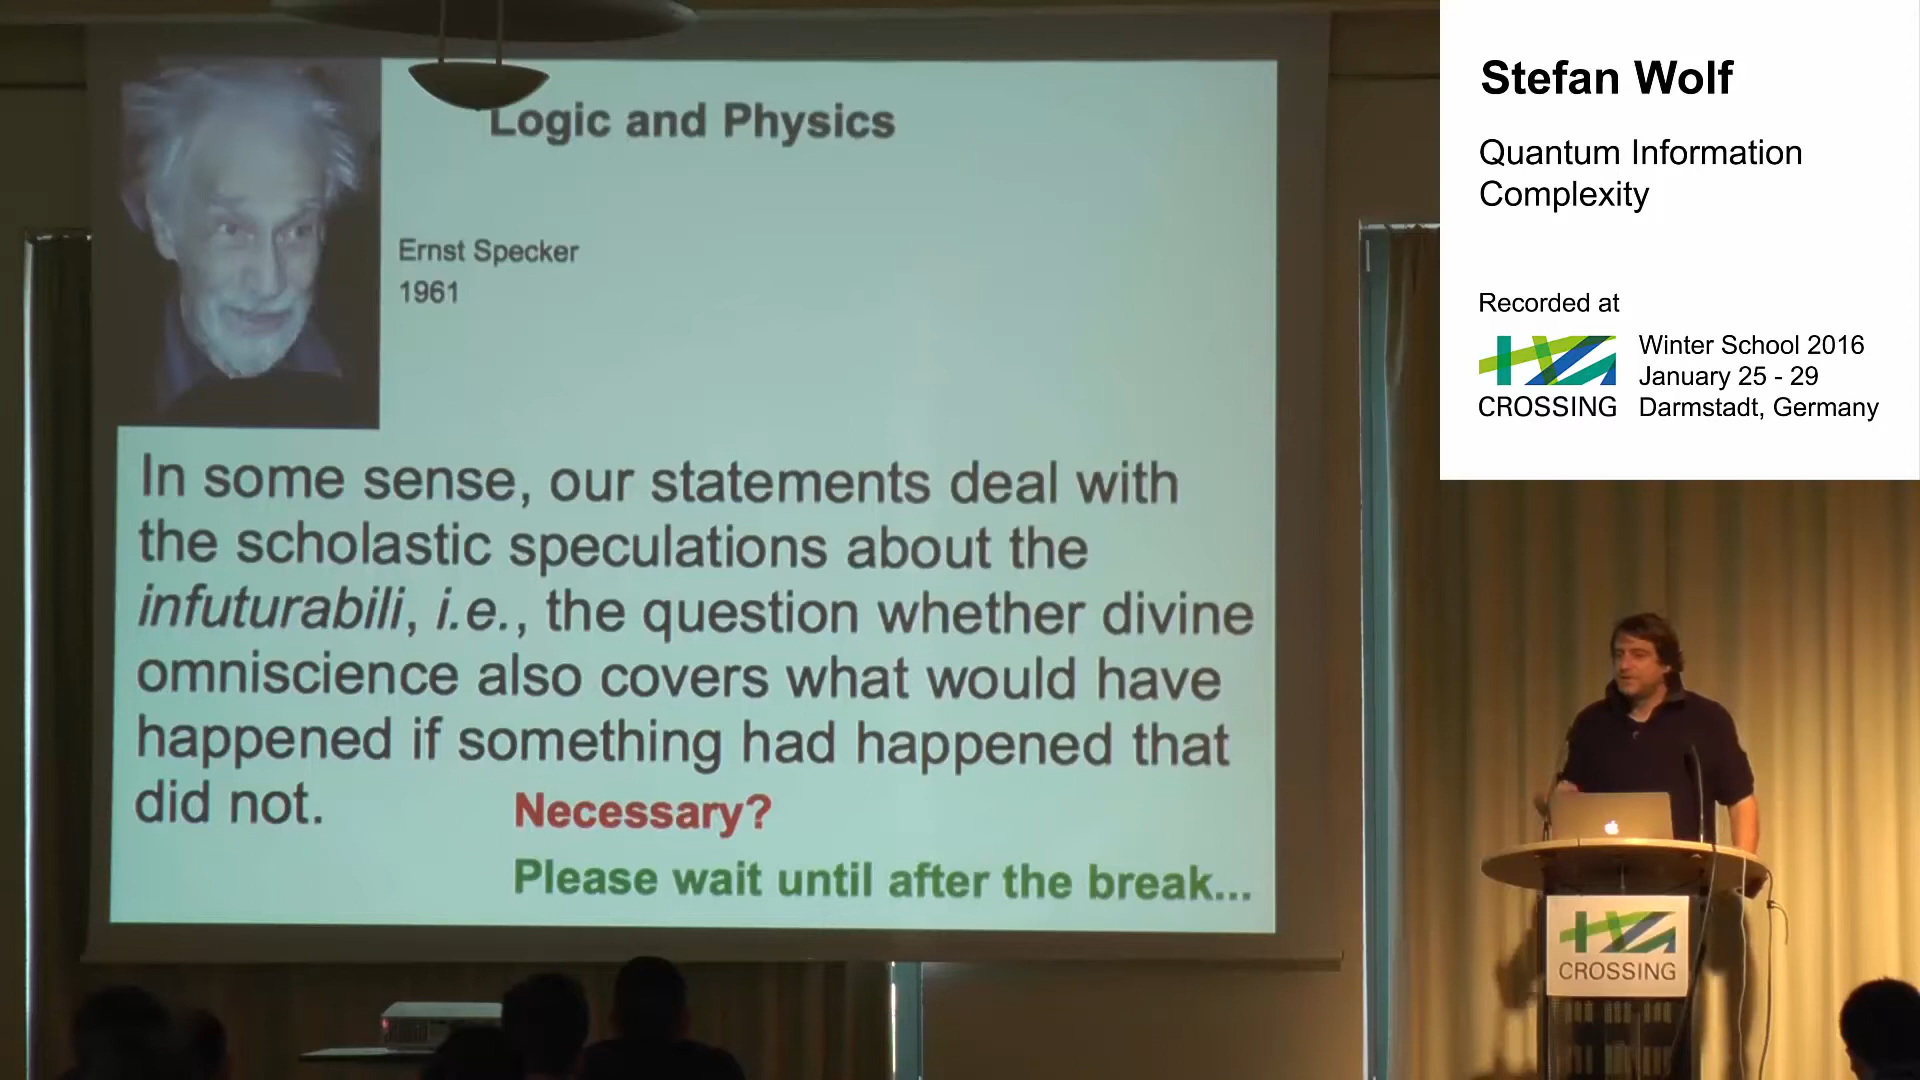 Logic and Physics
Ernst Specker
1961
In some sense, our statements deal with
the scholastic speculations about the
infuturabili, i.e., the question whether divine
omniscience also covers what would have
happened if something had happened that
did not.
Necessary?
Please wait until after the break...
Stefan Wolf
Quantum Information
Complexity
Recorded at
CROSSING
Winter School 2016
January 25 - 29
Darmstadt, Germany
CROSSING